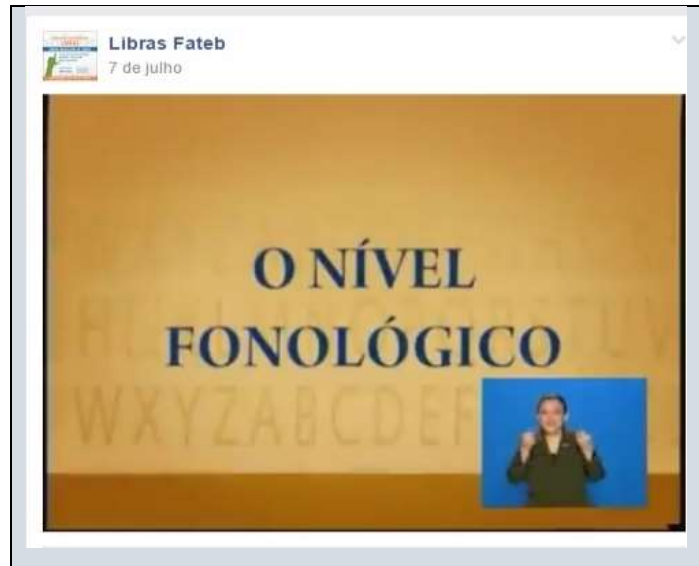 Libras Fateb
7 de julho
O NÍVEL
FONOLÓGICO
WXYZABCDEF